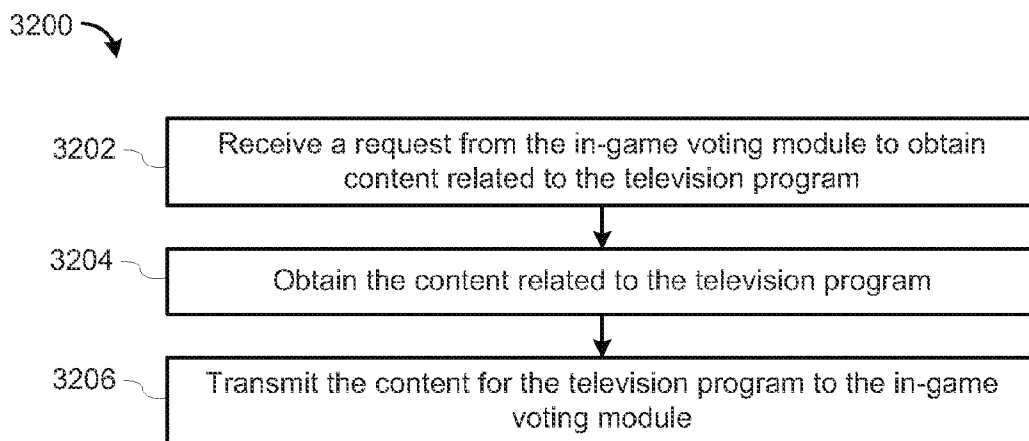 3200
3202
Receive a request from the in-game voting module to obtain
content related to the television program
3204
Obtain the content related to the television program
3206
Transmit the content for the television program to the in-game
voting module